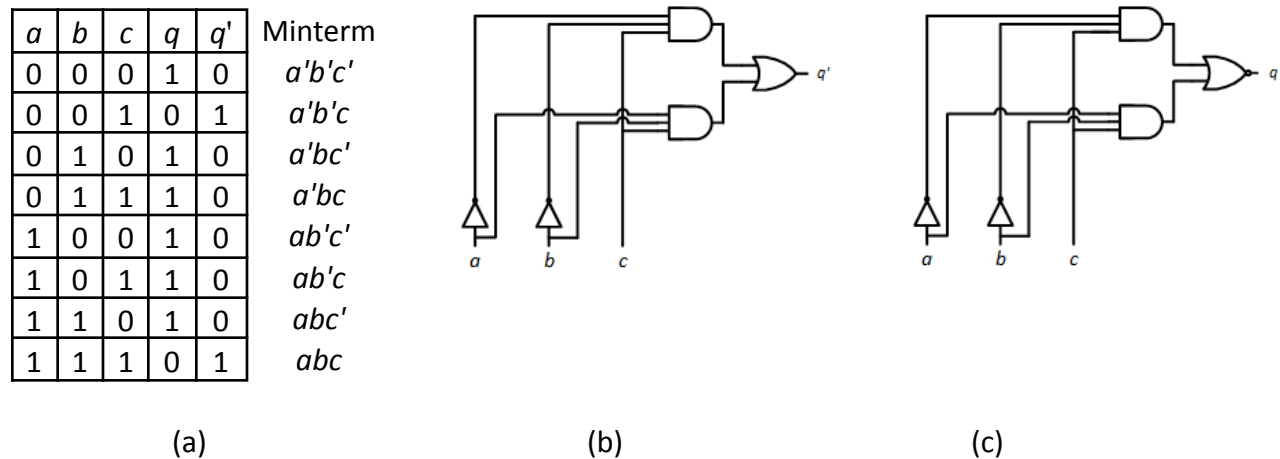 a b c q q' Minterm
0 0 0 1 0 a'b'c'
0 0 1 0 1 a'b'c
0 1 0 1 0 a'bc'
0 1 1 1 0 a'bc
1 0 0 1 0 ab'c'
1 0 1 1 0 ab'c
1 1 0 1 0 abc'
1 1 1 0 1 abc
(a)
q'
a b c
(b)
q
a b c
(c)